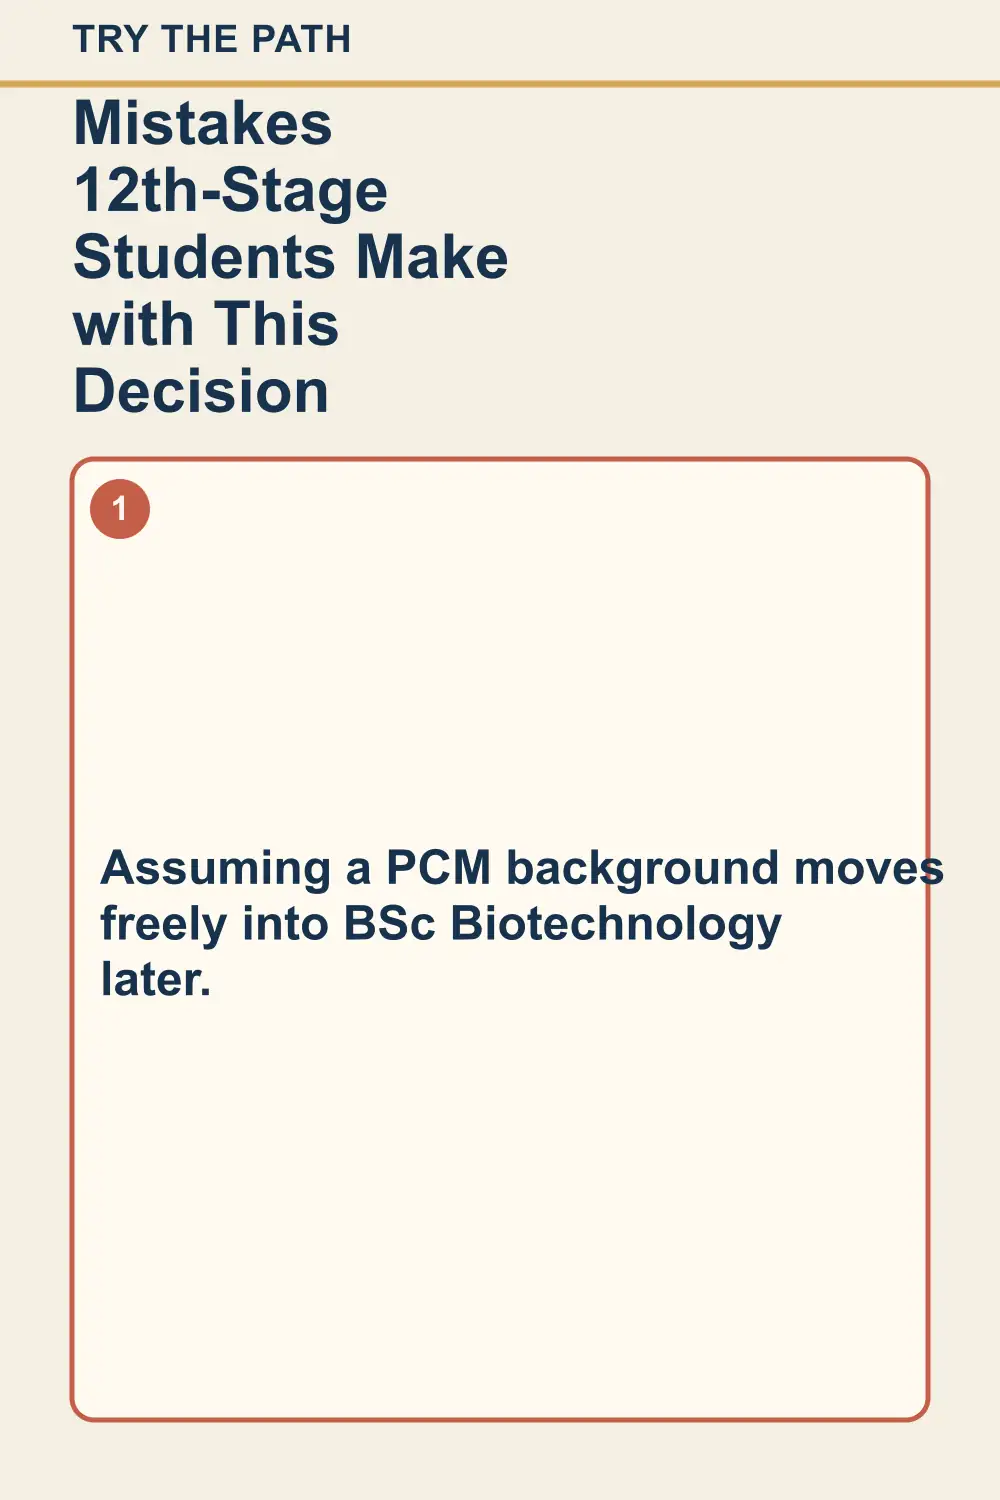 TRY THE PATH
Mistakes
12th-Stage
Students Make
with This
Decision
1
Assuming a PCM background moves
freely into BSc Biotechnology
later.